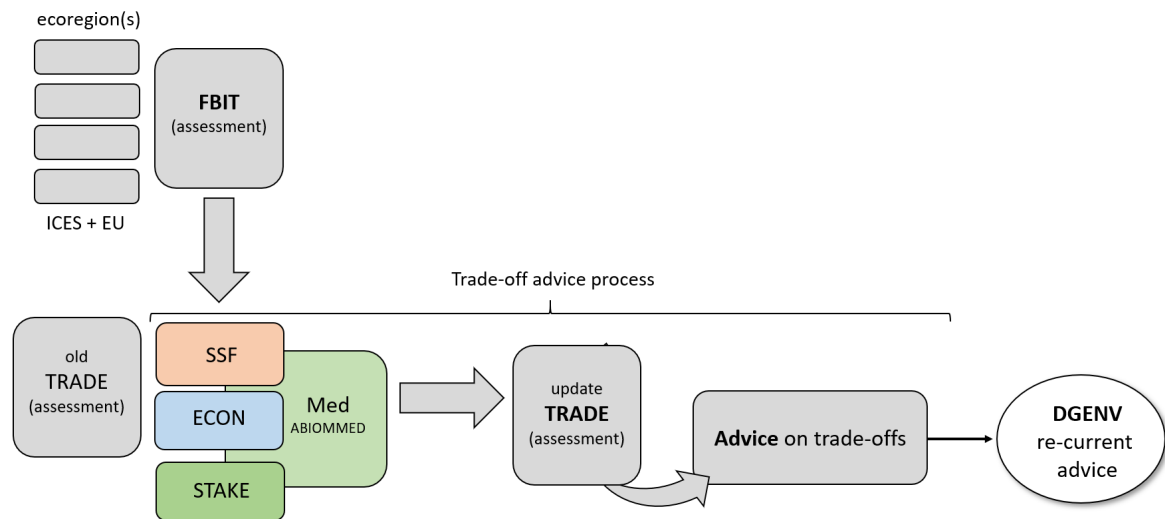 ecoregion(s)
FBIT
(assessment)
ICES + EU
Trade-off advice process
old
TRADE
(assessment)
SSF
ECON
STAKE
Med
ABIOMMED
update
TRADE
(assessment)
Advice on trade-offs
DGENV
re-current
advice